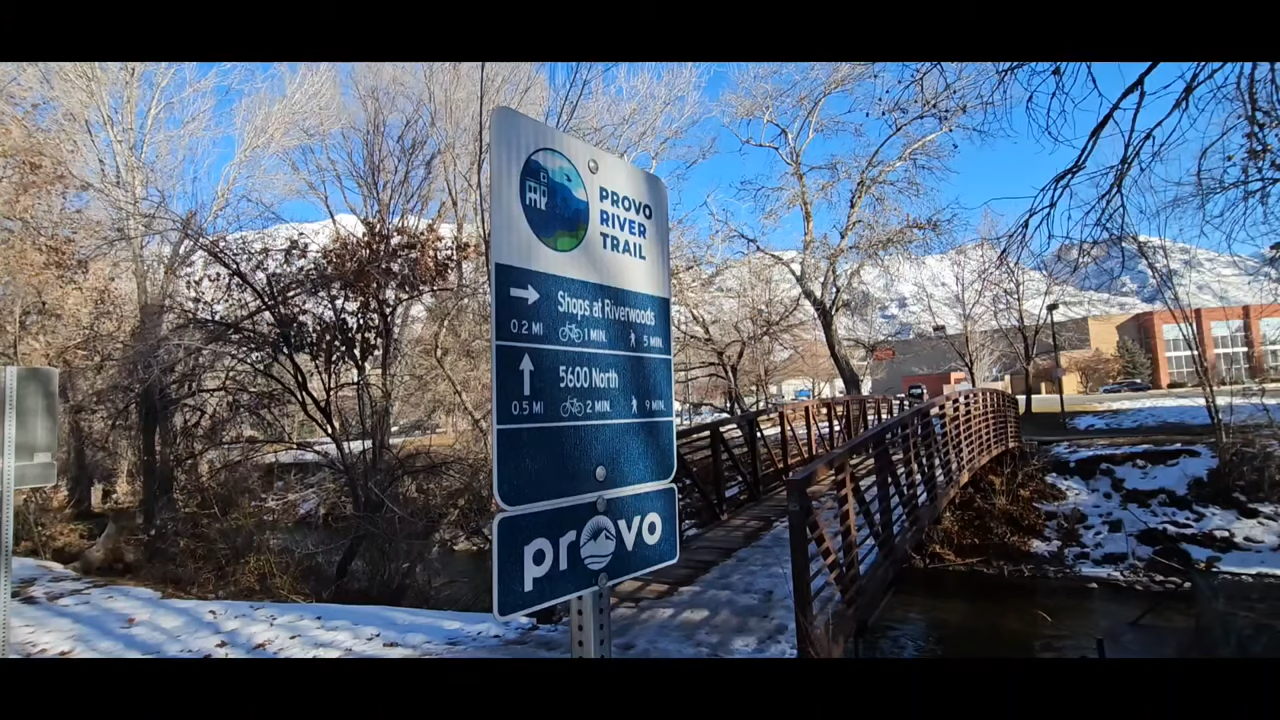 PROVO
RIVER
TRAIL
Shops at Riverwoods
0.2 MI 1 MIN. 5 MIN.
5600 North
0.5 MI 2 MIN. 9 MIN.
provo